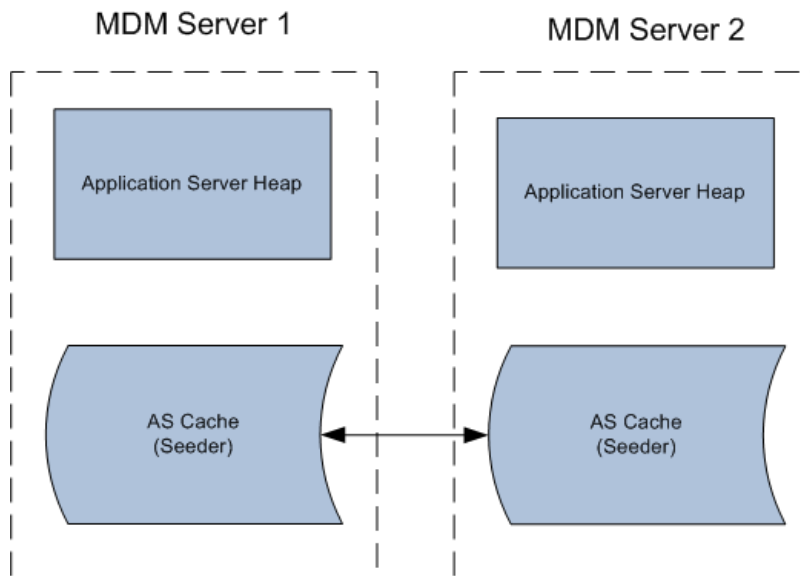 MDM Server 1
MDM Server 2
Application Server Heap
Application Server Heap
AS Cache
(Seeder)
AS Cache
(Seeder)